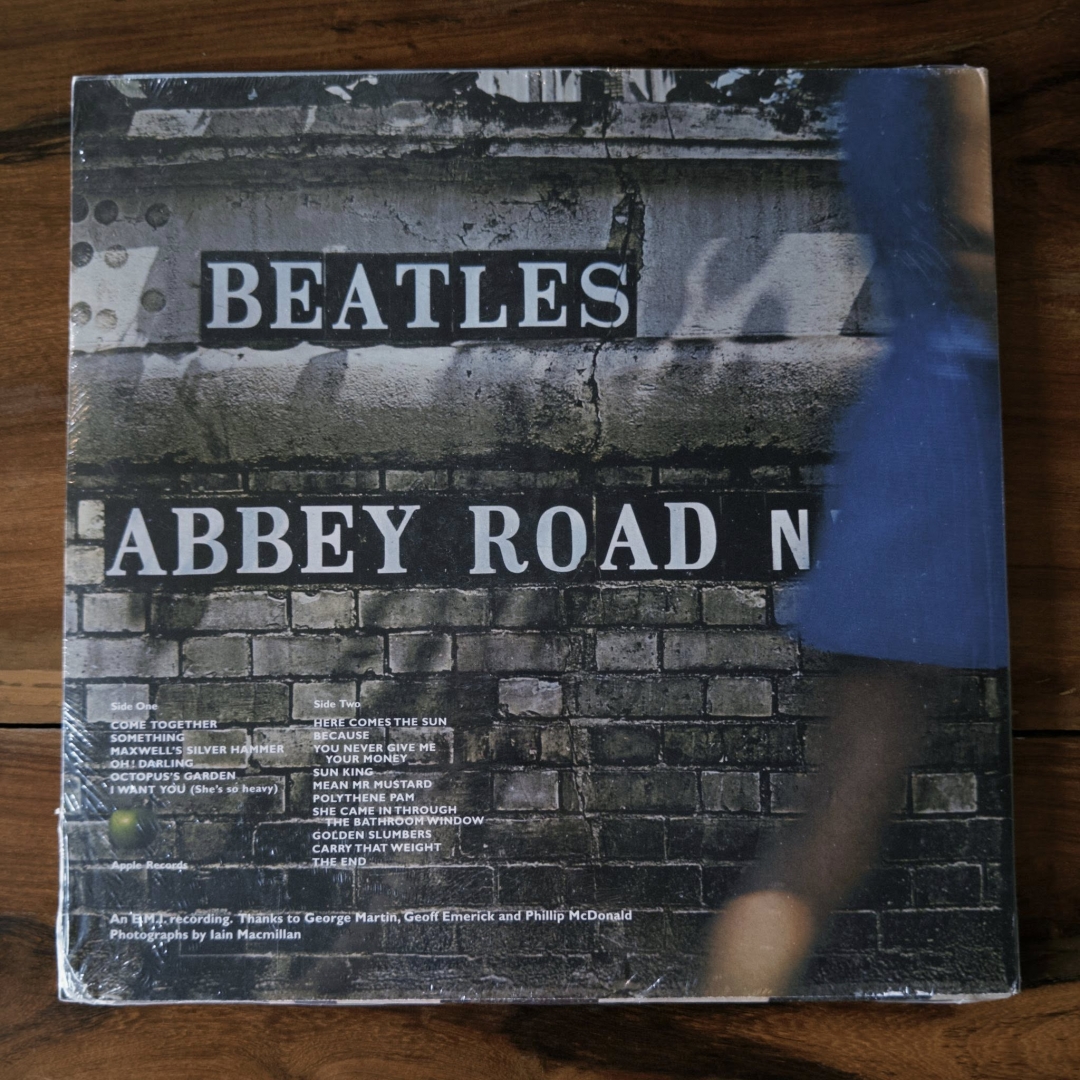 BEATLES
ABBEY ROAD N
Side One
COME TOGETHER
SOMETHING
MAXWELL'S SILVER HAMMER
OH! DARLING
OCTOPUS'S GARDEN
I WANT YOU (She's so heavy)
Apple Records
Side Two
HERE COMES THE SUN
BECAUSE
YOU NEVER GIVE ME
YOUR MONEY
SUN KING
MEAN MR MUSTARD
POLYTHENE PAM
SHE CAME IN THROUGH
THE BATHROOM WINDOW
GOLDEN SLUMBERS
CARRY THAT WEIGHT
THE END
An E.M.I. recording. Thanks to George Martin, Geoff Emerick and Phillip McDonald
Photographs by Iain Macmillan